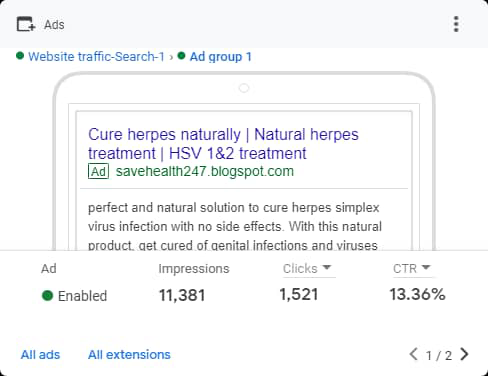 Ads
Website traffic-Search-1 › Ad group 1
Cure herpes naturally | Natural herpes
treatment | HSV 1&2 treatment
Ad savehealth247.blogspot.com
perfect and natural solution to cure herpes simplex
virus infection with no side effects. With this natural
product, get cured of genital infections and viruses
Ad Impressions Clicks CTR
Enabled 11,381 1,521 13.36%
All ads All extensions 1 / 2